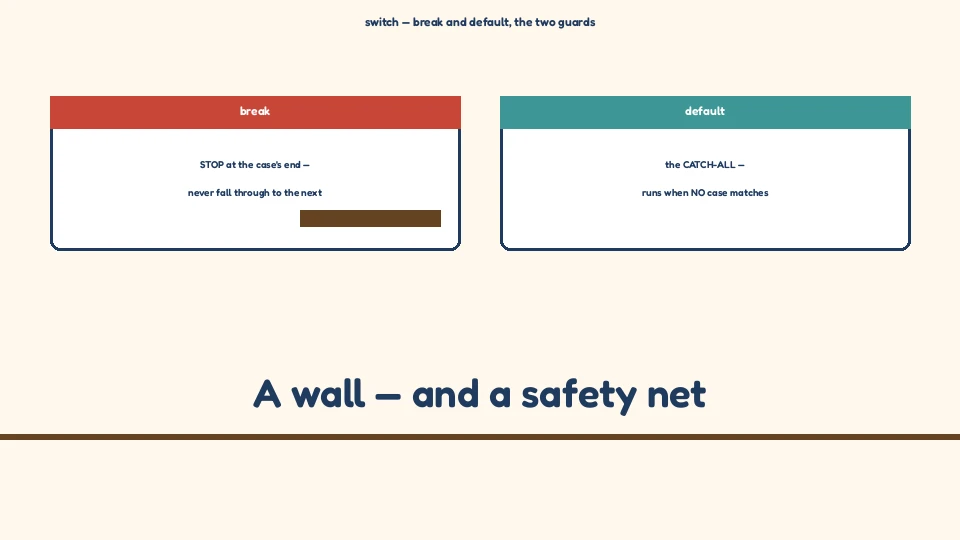 switch — break and default, the two guards
break
STOP at the case's end —
never fall through to the next
default
the CATCH-ALL —
runs when NO case matches
A wall — and a safety net